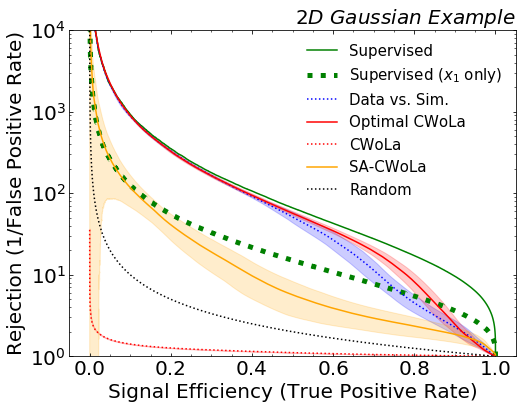 2D Gaussian Example
Rejection (1/False Positive Rate)
10^4
10^3
10^2
10^1
10^0
Supervised
Supervised (x_1 only)
Data vs. Sim.
Optimal CWoLa
CWoLa
SA-CWoLa
Random
0.0 0.2 0.4 0.6 0.8 1.0
Signal Efficiency (True Positive Rate)